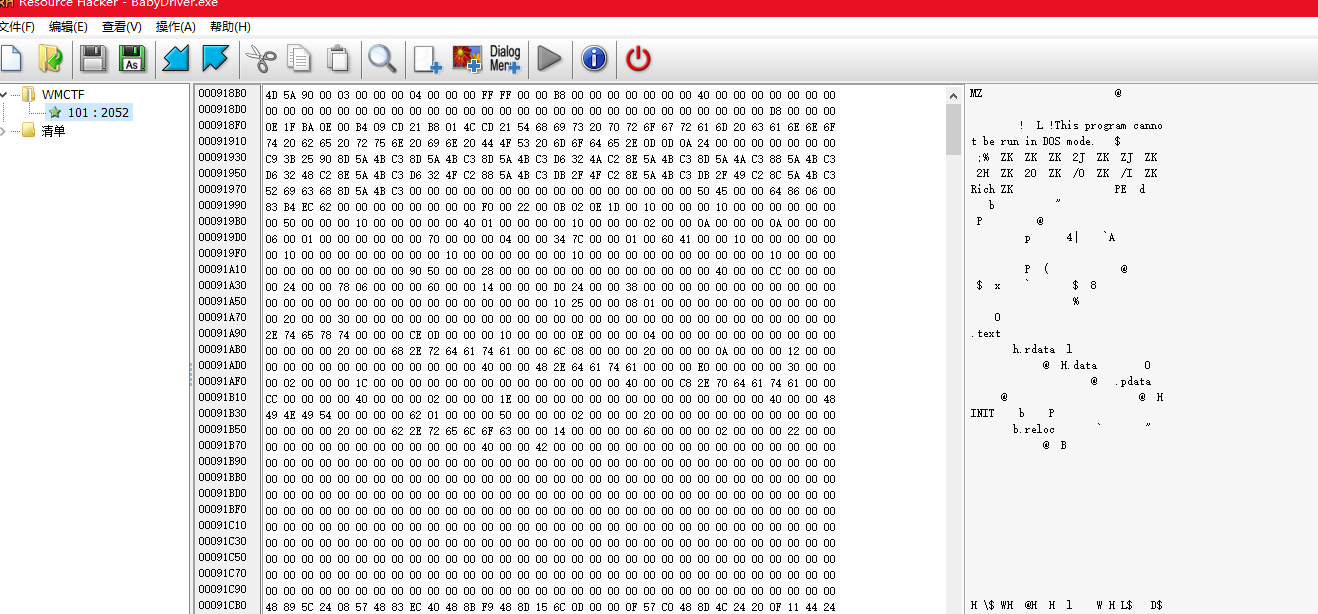 Resource Hacker - BabyDriver.exe
文件(F) 编辑(E) 查看(V) 操作(A) 帮助(H)
As
Dialog
Men
WMCTF
101 : 2052
清单
000918B0 4D 5A 90 00 03 00 00 00 04 00 00 00 FF FF 00 00 B8 00 00 00 00 00 00 00 40 00 00 00 00 00 00 00 MZ @
000918D0 00 00 00 00 00 00 00 00 00 00 00 00 00 00 00 00 00 00 00 00 00 00 00 00 00 00 00 00 D8 00 00 00
000918F0 0E 1F BA 0E 00 B4 09 CD 21 B8 01 4C CD 21 54 68 69 73 20 70 72 6F 67 72 61 6D 20 63 61 6E 6E 6F ! L !This program canno
00091910 74 20 62 65 20 72 75 6E 20 69 6E 20 44 4F 53 20 6D 6F 64 65 2E 0D 0D 0A 24 00 00 00 00 00 00 00 t be run in DOS mode. $
00091930 C9 3B 25 90 8D 5A 4B C3 8D 5A 4B C3 8D 5A 4B C3 D6 32 4A C2 8E 5A 4B C3 8D 5A 4A C3 88 5A 4B C3 ;% ZK ZK ZK 2J ZK ZJ ZK
00091950 D6 32 48 C2 8E 5A 4B C3 D6 32 4F C2 88 5A 4B C3 DB 2F 4F C2 8E 5A 4B C3 DB 2F 49 C2 8C 5A 4B C3 2H ZK 2O ZK /O ZK /I ZK
00091970 52 69 63 68 8D 5A 4B C3 00 00 00 00 00 00 00 00 00 00 00 00 00 00 00 00 50 45 00 00 64 86 06 00 Rich ZK PE d
00091990 83 B4 EC 62 00 00 00 00 00 00 00 00 F0 00 22 00 0B 02 0E 1D 00 10 00 00 00 10 00 00 00 00 00 00 b "
000919B0 00 50 00 00 00 10 00 00 00 00 00 40 01 00 00 00 00 10 00 00 00 02 00 00 0A 00 00 00 0A 00 00 00 P @
000919D0 06 00 01 00 00 00 00 00 00 70 00 00 00 04 00 00 34 7C 00 00 01 00 60 41 00 00 10 00 00 00 00 00 p 4| `A
000919F0 00 10 00 00 00 00 00 00 00 00 10 00 00 00 00 00 00 10 00 00 00 00 00 00 00 00 00 00 10 00 00 00
00091A10 00 00 00 00 00 00 00 00 90 50 00 00 28 00 00 00 00 00 00 00 00 00 00 00 00 40 00 00 CC 00 00 00 P ( @
00091A30 00 24 00 00 78 06 00 00 00 60 00 00 14 00 00 00 D0 24 00 00 38 00 00 00 00 00 00 00 00 00 00 00 $ x ` $ 8
00091A50 00 00 00 00 00 00 00 00 00 00 00 00 00 00 00 00 10 25 00 00 08 01 00 00 00 00 00 00 00 00 00 00 %
00091A70 00 20 00 00 30 00 00 00 00 00 00 00 00 00 00 00 00 00 00 00 00 00 00 00 00 00 00 00 00 00 00 00 0
00091A90 2E 74 65 78 74 00 00 00 CE 0D 00 00 00 10 00 00 00 0E 00 00 00 04 00 00 00 00 00 00 00 00 00 00 .text
00091AB0 00 00 00 00 20 00 00 68 2E 72 64 61 74 61 00 00 6C 08 00 00 00 20 00 00 00 0A 00 00 00 12 00 00 h.rdata l
00091AD0 00 00 00 00 00 00 00 00 00 00 00 00 40 00 00 48 2E 64 61 74 61 00 00 00 E0 00 00 00 00 30 00 00 @ H.data 0
00091AF0 00 02 00 00 00 1C 00 00 00 00 00 00 00 00 00 00 00 00 00 00 40 00 00 C8 2E 70 64 61 74 61 00 00 @ .pdata
00091B10 CC 00 00 00 00 40 00 00 00 02 00 00 00 1E 00 00 00 00 00 00 00 00 00 00 00 00 00 00 40 00 00 48 @ @ H
00091B30 49 4E 49 54 00 00 00 00 62 01 00 00 00 50 00 00 00 02 00 00 00 20 00 00 00 00 00 00 00 00 00 00 INIT b P
00091B50 00 00 00 00 20 00 00 62 2E 72 65 6C 6F 63 00 00 14 00 00 00 00 60 00 00 00 02 00 00 00 22 00 00 b.reloc ` "
00091B70 00 00 00 00 00 00 00 00 00 00 00 00 40 00 00 42 00 00 00 00 00 00 00 00 00 00 00 00 00 00 00 00 @ B
00091B90 00 00 00 00 00 00 00 00 00 00 00 00 00 00 00 00 00 00 00 00 00 00 00 00 00 00 00 00 00 00 00 00
00091BB0 00 00 00 00 00 00 00 00 00 00 00 00 00 00 00 00 00 00 00 00 00 00 00 00 00 00 00 00 00 00 00 00
00091BD0 00 00 00 00 00 00 00 00 00 00 00 00 00 00 00 00 00 00 00 00 00 00 00 00 00 00 00 00 00 00 00 00
00091BF0 00 00 00 00 00 00 00 00 00 00 00 00 00 00 00 00 00 00 00 00 00 00 00 00 00 00 00 00 00 00 00 00
00091C10 00 00 00 00 00 00 00 00 00 00 00 00 00 00 00 00 00 00 00 00 00 00 00 00 00 00 00 00 00 00 00 00
00091C30 00 00 00 00 00 00 00 00 00 00 00 00 00 00 00 00 00 00 00 00 00 00 00 00 00 00 00 00 00 00 00 00
00091C50 00 00 00 00 00 00 00 00 00 00 00 00 00 00 00 00 00 00 00 00 00 00 00 00 00 00 00 00 00 00 00 00
00091C70 00 00 00 00 00 00 00 00 00 00 00 00 00 00 00 00 00 00 00 00 00 00 00 00 00 00 00 00 00 00 00 00
00091C90 00 00 00 00 00 00 00 00 00 00 00 00 00 00 00 00 00 00 00 00 00 00 00 00 00 00 00 00 00 00 00 00
00091CB0 48 89 5C 24 08 57 48 83 EC 40 48 8B F9 48 8D 15 6C 0D 00 00 0F 57 C0 48 8D 4C 24 20 0F 11 44 24 H \$ WH @H H l W H L$ D$